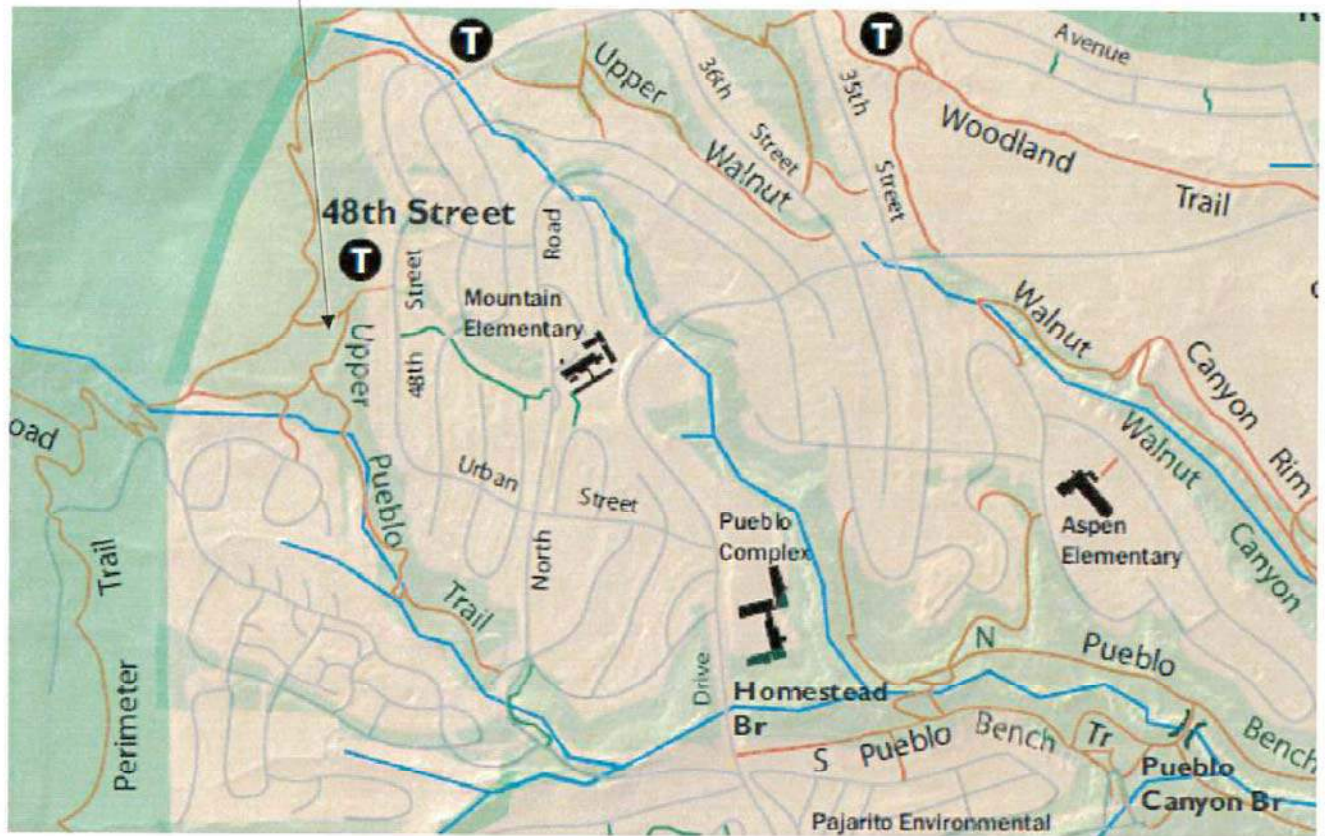 T
T
Avenue
Upper
36th
Street
35th
Street
Walnut
Woodland
Trail
48th Street
T
Street
48th
Road
Mountain
Elementary
Upper
Pueblo
Trail
Urban
Street
North
Walnut
Canyon
Rim
Walnut
Canyon
oad
Trail
Perimeter
Pueblo
Complex
Aspen
Elementary
Drive
Homestead
Br
N
Pueblo
Bench
S
Pueblo
Bench
Tr
Pueblo
Canyon Br
Pajarito Environmental